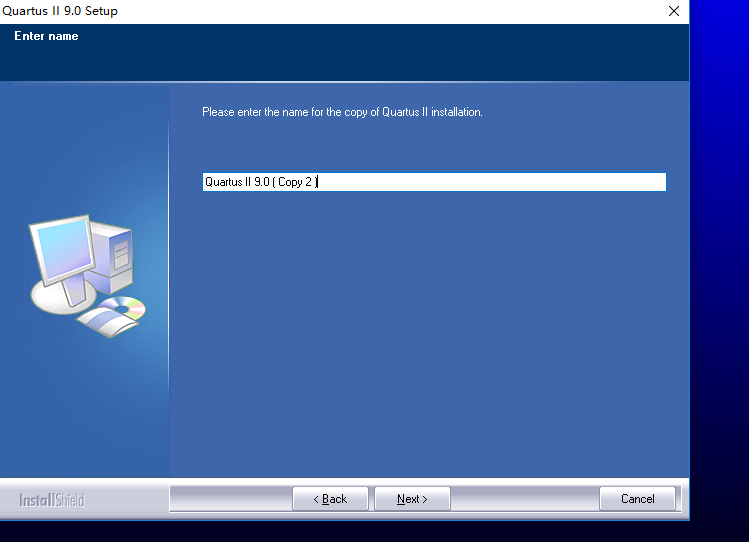 Quartus II 9.0 Setup
Enter name
Please enter the name for the copy of Quartus II installation.
Quartus II 9.0 ( Copy 2 )
InstallShield
< Back
Next >
Cancel